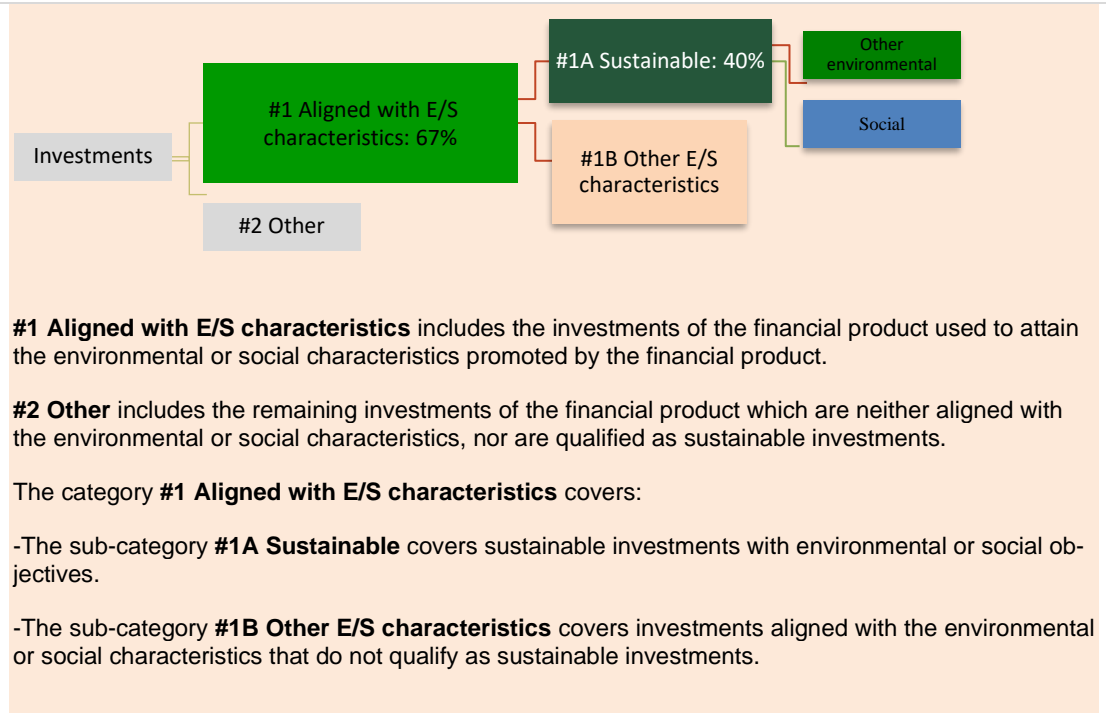 Other
environmental
#1A Sustainable: 40%
#1 Aligned with E/S
characteristics: 67%
Social
Investments
#1B Other E/S
characteristics
#2 Other
#1 Aligned with E/S characteristics includes the investments of the financial product used to attain
the environmental or social characteristics promoted by the financial product.
#2 Other includes the remaining investments of the financial product which are neither aligned with
the environmental or social characteristics, nor are qualified as sustainable investments.
The category #1 Aligned with E/S characteristics covers:
-The sub-category #1A Sustainable covers sustainable investments with environmental or social ob-
jectives.
-The sub-category #1B Other E/S characteristics covers investments aligned with the environmental
or social characteristics that do not qualify as sustainable investments.